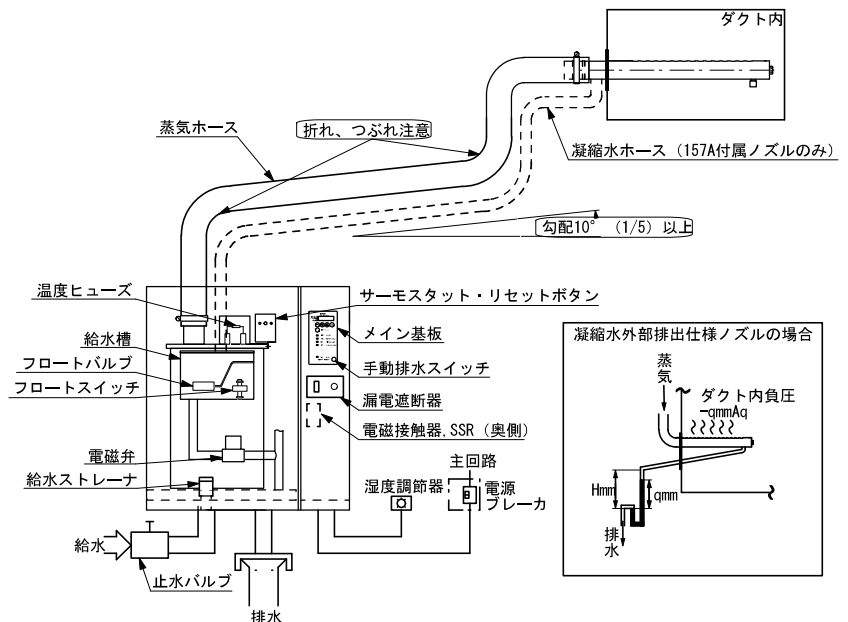 ダクト内
蒸気ホース
折れ、つぶれ注意
凝縮水ホース（157A付属ノズルのみ）
勾配10°（1/5）以上
温度ヒューズ
サーモスタット・リセットボタン
給水槽
メイン基板
フロートバルブ
手動排水スイッチ
フロートスイッチ
漏電遮断器
電磁接触器,SSR（奥側）
電磁弁
主回路
給水ストレーナ
湿度調節器
電源
ブレーカ
給水
止水バルブ
排水
凝縮水外部排出仕様ノズルの場合
蒸気
ダクト内負圧
-qmmAq
Hmm
qmm
排水